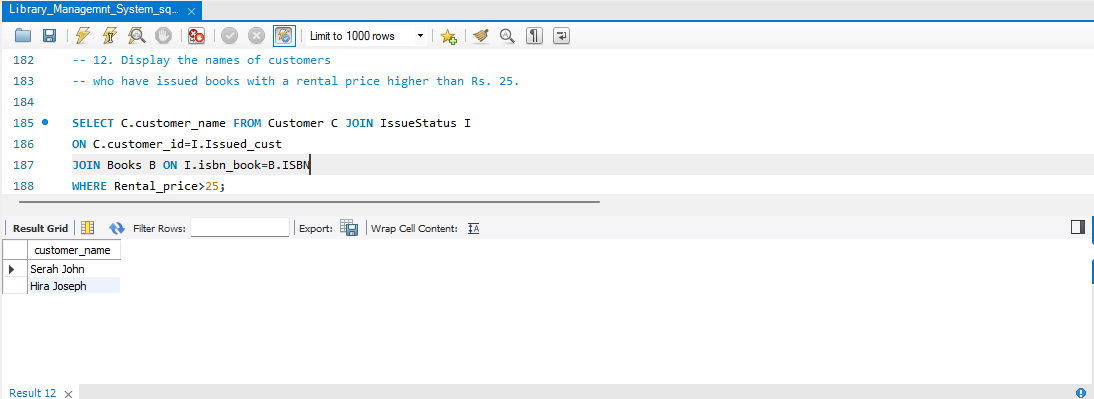 Library_Managemnt_System_sq...
Limit to 1000 rows
182 -- 12. Display the names of customers
183 -- who have issued books with a rental price higher than Rs. 25.
184
185 SELECT C.customer_name FROM Customer C JOIN IssueStatus I
186 ON C.customer_id=I.Issued_cust
187 JOIN Books B ON I.isbn_book=B.ISBN
188 WHERE Rental_price>25;
Result Grid Filter Rows: Export: Wrap Cell Content:
customer_name
Serah John
Hira Joseph
Result 12